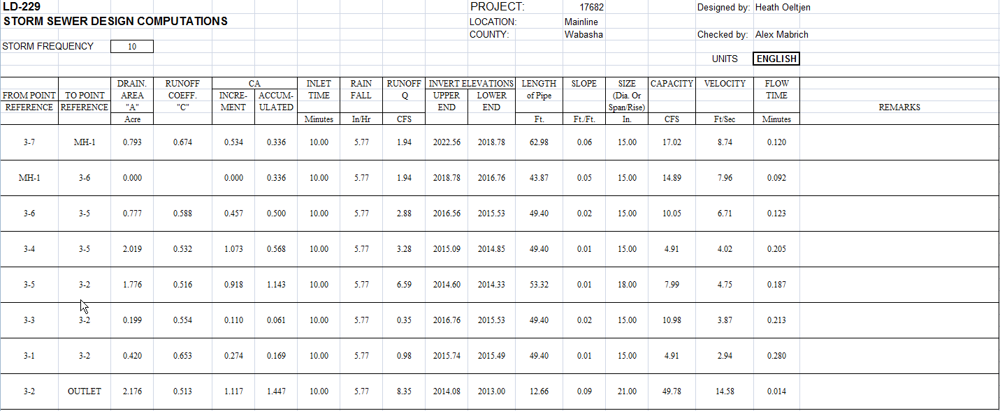 LD-229 PROJECT: 17682 Designed by: Heath Oeltjen
STORM SEWER DESIGN COMPUTATIONS LOCATION: Mainline
COUNTY: Wabasha Checked by: Alex Mabrich
STORM FREQUENCY 10
UNITS ENGLISH
DRAIN. RUNOFF CA INLET RAIN RUNOFF INVERT ELEVATIONS LENGTH SLOPE SIZE CAPACITY VELOCITY FLOW
FROM POINT TO POINT AREA COEFF. INCRE- ACCUM- TIME FALL Q UPPER LOWER of Pipe (Dia. Or TIME
REFERENCE REFERENCE "A" "C" MENT ULATED END END Span/Rise) REMARKS
Acre Minutes In/Hr CFS Ft. Ft./Ft. In. CFS Ft/Sec Minutes
3-7 MH-1 0.793 0.674 0.534 0.336 10.00 5.77 1.94 2022.56 2018.78 62.98 0.06 15.00 17.02 8.74 0.120
MH-1 3-6 0.000 0.000 0.336 10.00 5.77 1.94 2018.78 2016.76 43.87 0.05 15.00 14.89 7.96 0.092
3-6 3-5 0.777 0.588 0.457 0.500 10.00 5.77 2.88 2016.56 2015.53 49.40 0.02 15.00 10.05 6.71 0.123
3-4 3-5 2.019 0.532 1.073 0.568 10.00 5.77 3.28 2015.09 2014.85 49.40 0.01 15.00 4.91 4.02 0.205
3-5 3-2 1.776 0.516 0.918 1.143 10.00 5.77 6.59 2014.60 2014.33 53.32 0.01 18.00 7.99 4.75 0.187
3-3 3-2 0.199 0.554 0.110 0.061 10.00 5.77 0.35 2016.76 2015.53 49.40 0.02 15.00 10.98 3.87 0.213
3-1 3-2 0.420 0.653 0.274 0.169 10.00 5.77 0.98 2015.74 2015.49 49.40 0.01 15.00 4.91 2.94 0.280
3-2 OUTLET 2.176 0.513 1.117 1.447 10.00 5.77 8.35 2014.08 2013.00 12.66 0.09 21.00 49.78 14.58 0.014